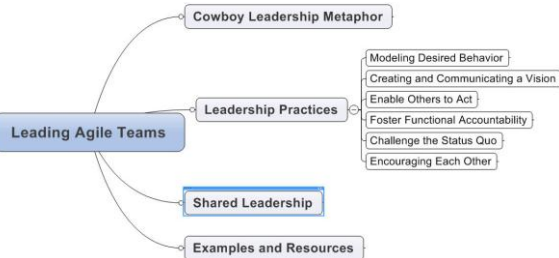 Cowboy Leadership Metaphor
Leading Agile Teams
Leadership Practices
Modeling Desired Behavior
Creating and Communicating a Vision
Enable Others to Act
Foster Functional Accountability
Challenge the Status Quo
Encouraging Each Other
Shared Leadership
Examples and Resources